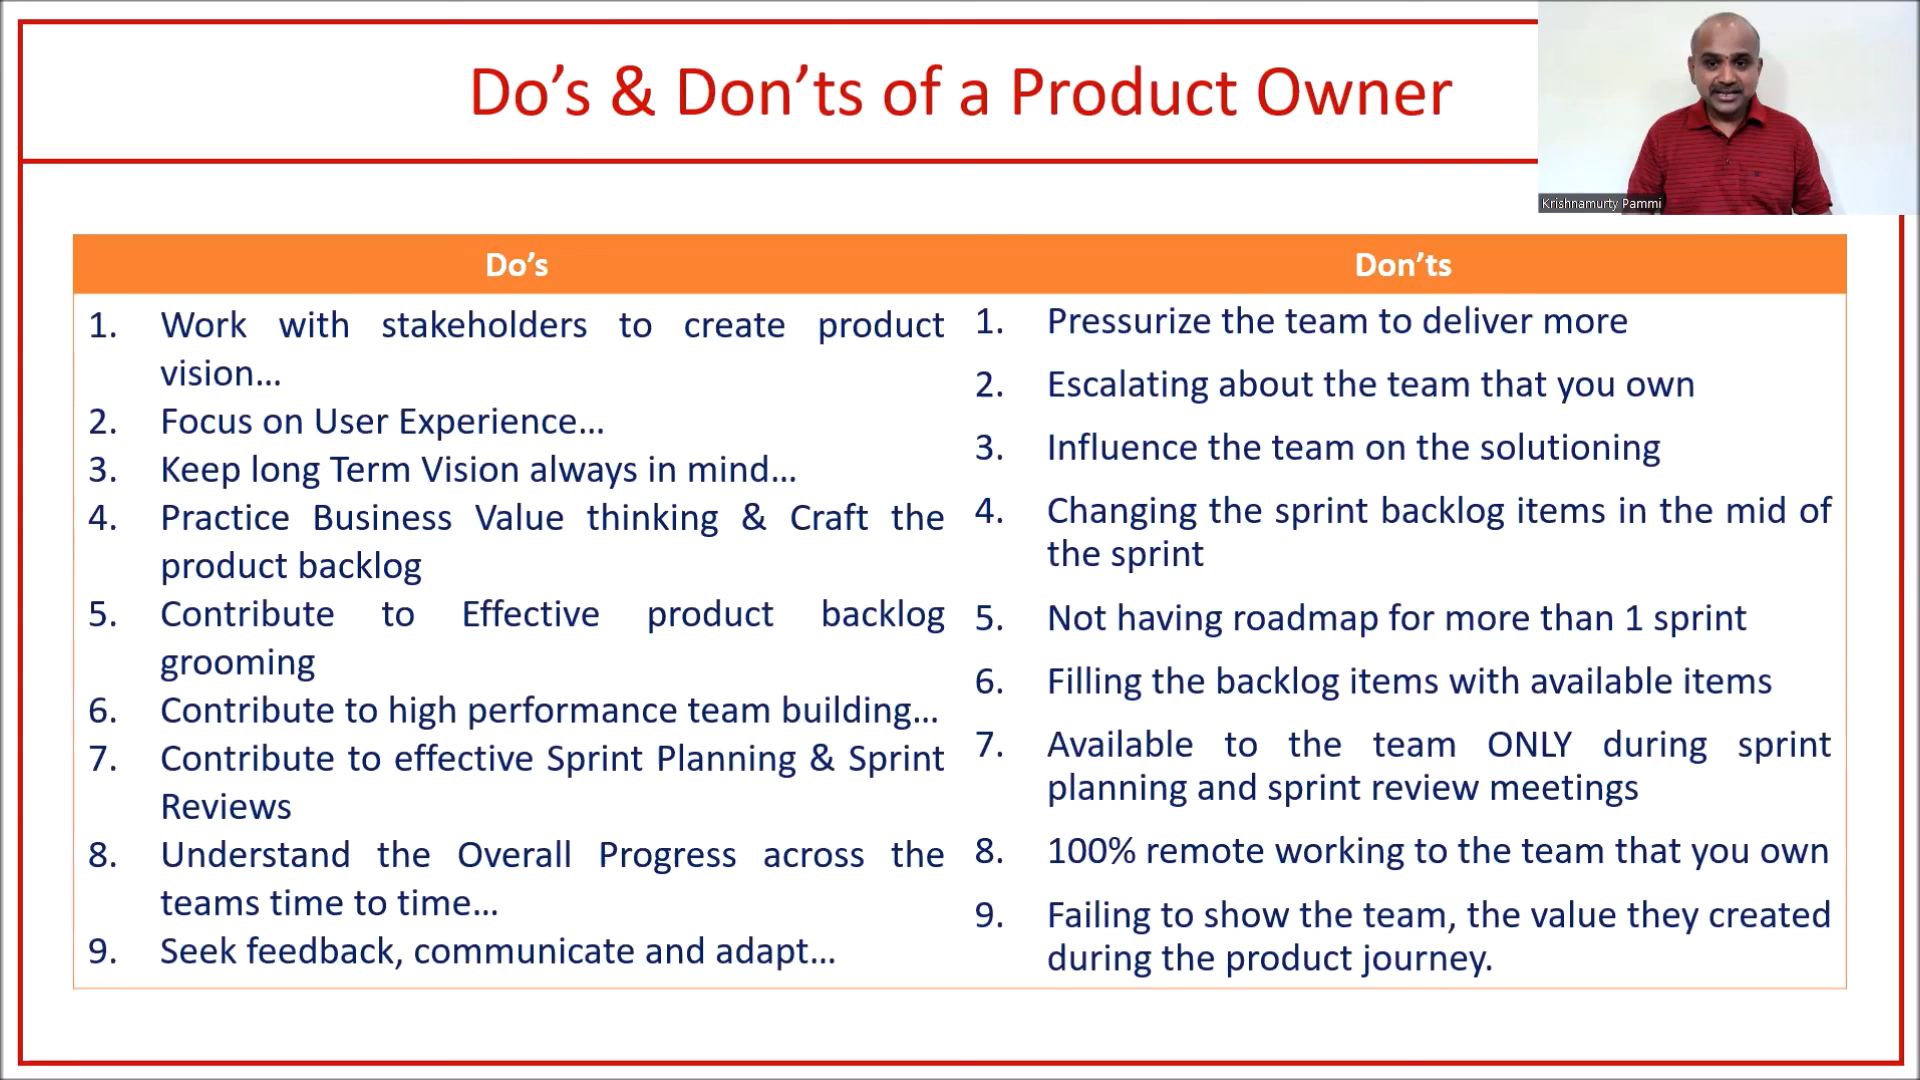 Do’s & Don’ts of a Product Owner
Krishnamurty Pammi
Do’s
1. Work with stakeholders to create product
vision...
2. Focus on User Experience...
3. Keep long Term Vision always in mind...
4. Practice Business Value thinking & Craft the
product backlog
5. Contribute to Effective product backlog
grooming
6. Contribute to high performance team building...
7. Contribute to effective Sprint Planning & Sprint
Reviews
8. Understand the Overall Progress across the
teams time to time...
9. Seek feedback, communicate and adapt...
Don’ts
1. Pressurize the team to deliver more
2. Escalating about the team that you own
3. Influence the team on the solutioning
4. Changing the sprint backlog items in the mid of
the sprint
5. Not having roadmap for more than 1 sprint
6. Filling the backlog items with available items
7. Available to the team ONLY during sprint
planning and sprint review meetings
8. 100% remote working to the team that you own
9. Failing to show the team, the value they created
during the product journey.